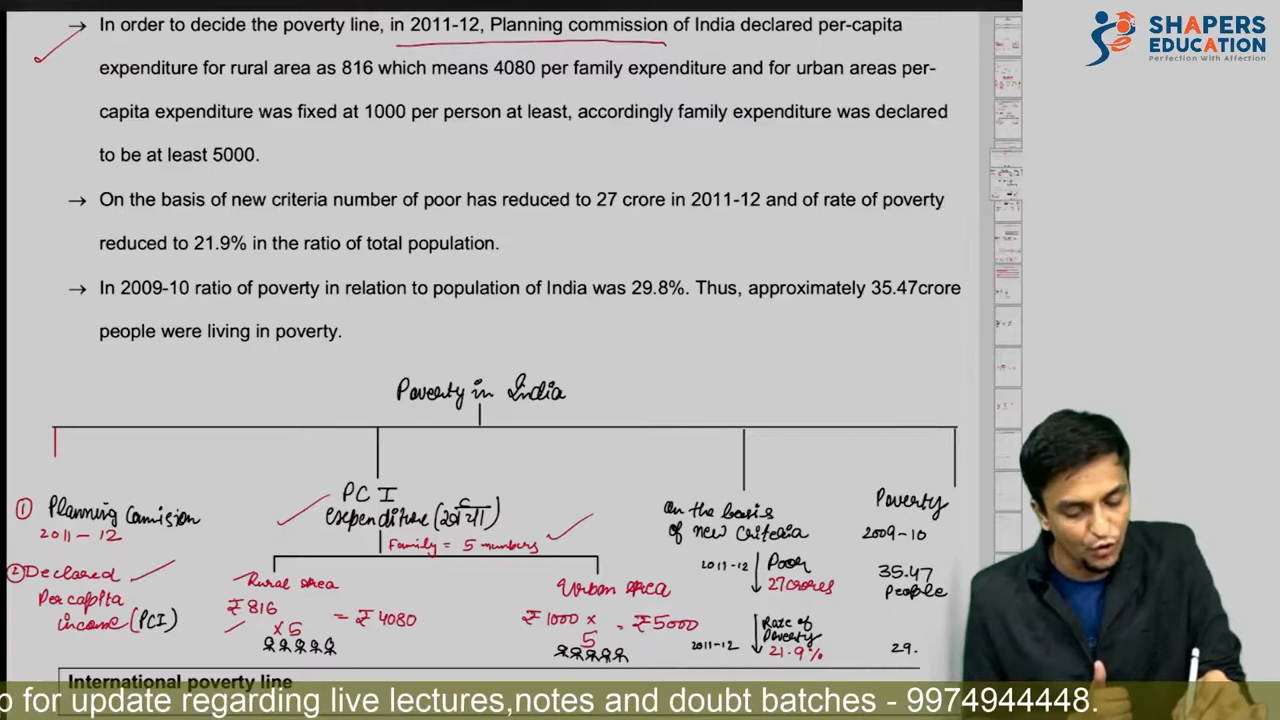 → In order to decide the poverty line, in 2011-12, Planning commission of India declared per-capita
expenditure for rural area as 816 which means 4080 per family expenditure and for urban areas per-
capita expenditure was fixed at 1000 per person at least, accordingly family expenditure was declared
to be at least 5000.
→ On the basis of new criteria number of poor has reduced to 27 crore in 2011-12 and of rate of poverty
reduced to 21.9% in the ratio of total population.
→ In 2009-10 ratio of poverty in relation to population of India was 29.8%. Thus, approximately 35.47crore
people were living in poverty.
SHAPERS
EDUCATION
Perfection With Affection
Poverty in India
① Planning Comission
2011-12
② Declared
Per capita
income (PCI)
PCI
expenditure
Family = 5 numbers
Rural area
₹816
× 5
= ₹4080
Urban area
₹1000 ×
5
= ₹5000
On the basis
of new criteria
2011-12 Poor
27 crores
2011-12 Rate of
Poverty
21.9%
Poverty
2009-10
35.47
People
29.
International poverty line
p for update regarding live lectures,notes and doubt batches - 9974944448.